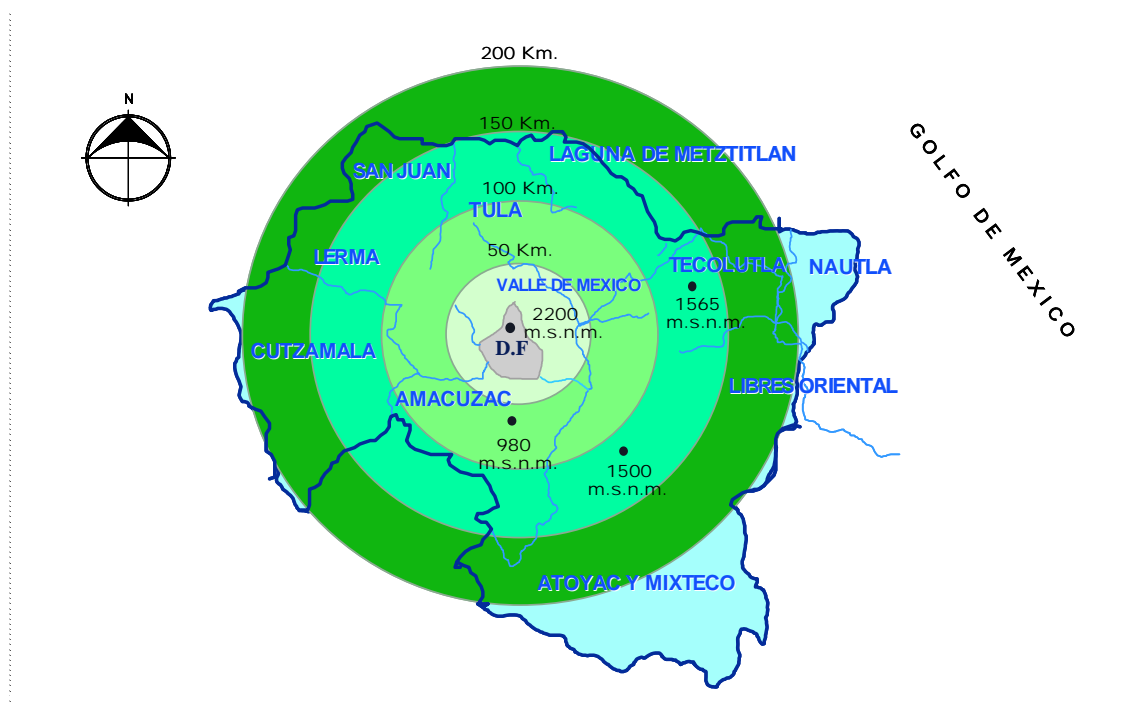 200 Km.
N
150 Km.
GOLFO DE MEXICO
LAGUNA DE METZTITLAN
SAN JUAN
100 Km.
TULA
50 Km.
LERMA
TECOLUTLA
NAUTLA
VALLE DE MEXICO
1565
m.s.n.m.
2200
m.s.n.m.
D.F
CUTZAMALA
LIBRES ORIENTAL
AMACUZAC
980
m.s.n.m.
1500
m.s.n.m.
ATOYAC Y MIXTECO